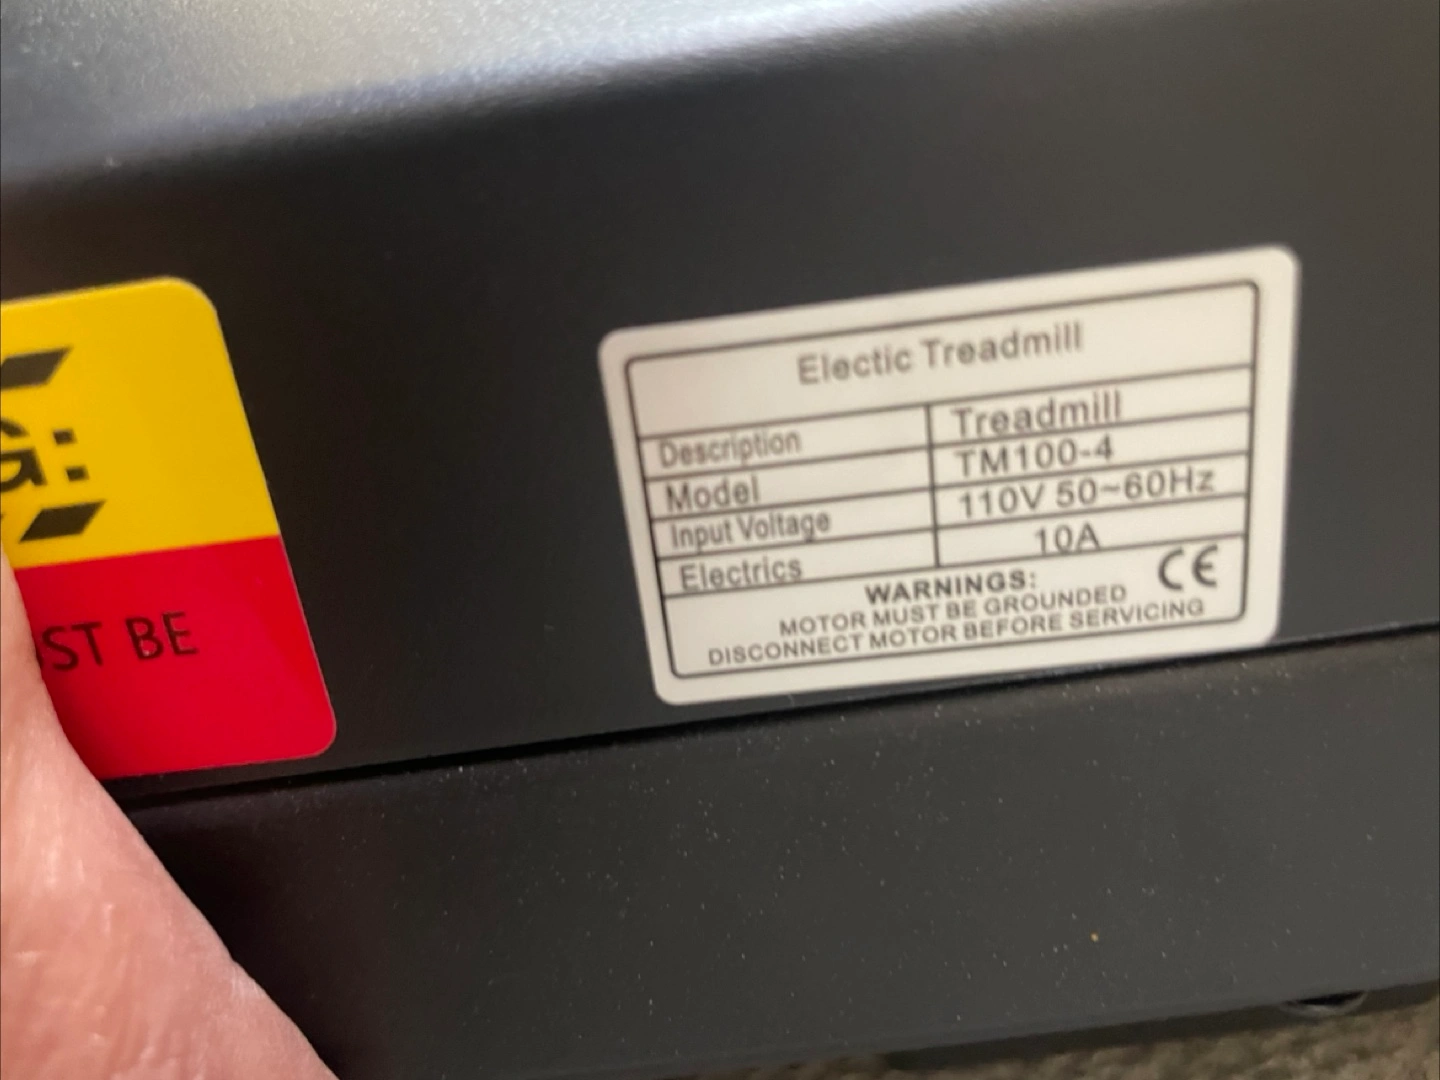 G:
ST BE
Electic Treadmill
Description Treadmill
Model TM100-4
Input Voltage 110V 50~60Hz
Electrics 10A
WARNINGS: CE
MOTOR MUST BE GROUNDED
DISCONNECT MOTOR BEFORE SERVICING